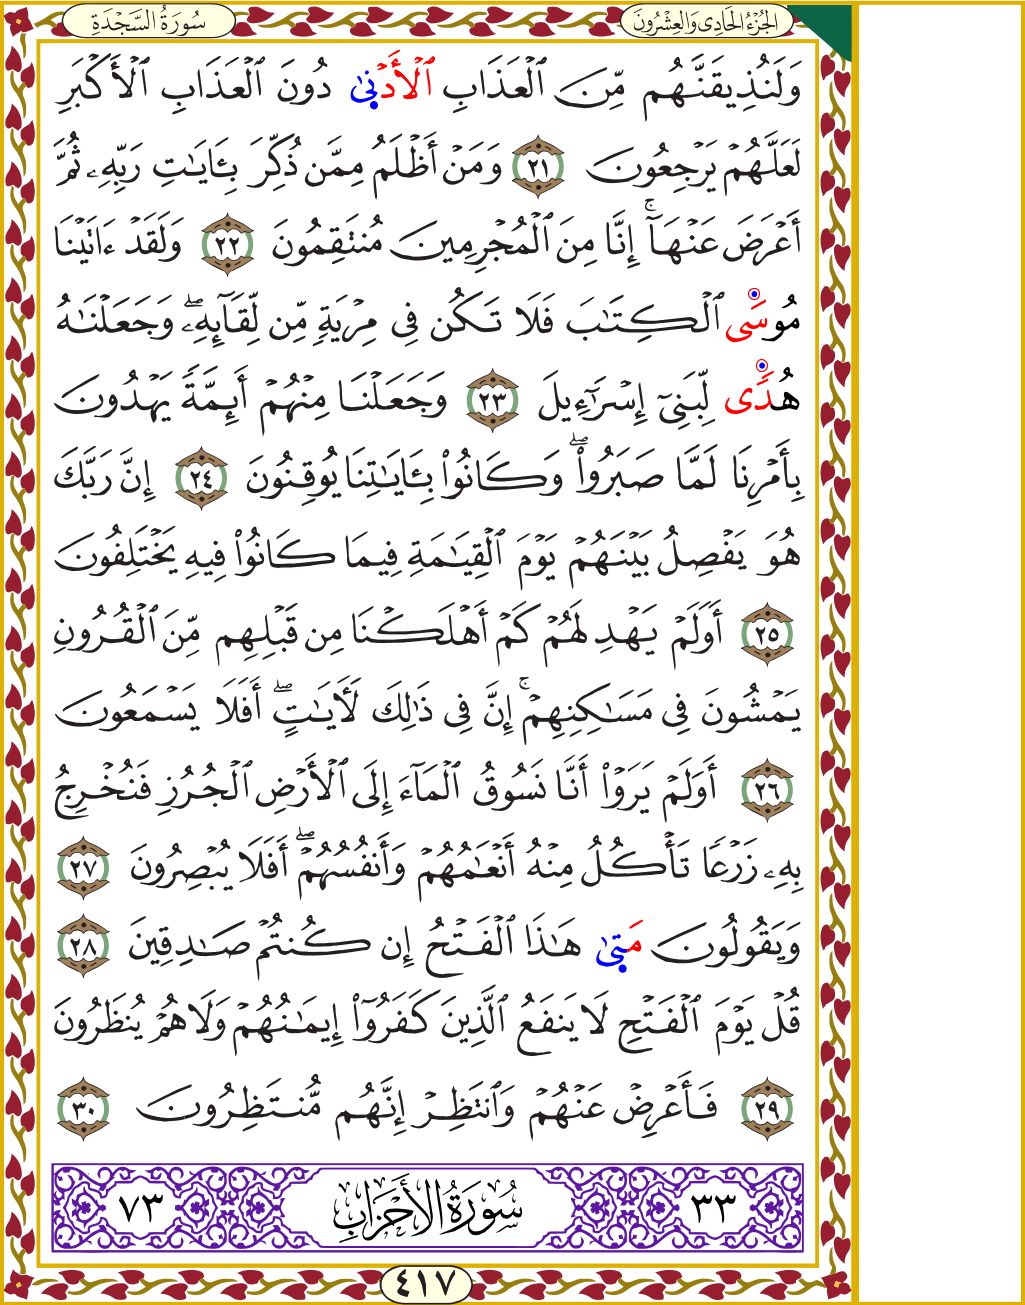 سُورَةُ السَّجْدَةِ
الجُزْءُ الحَادِى وَالعِشْرُونَ
وَلَنُذِيقَنَّهُم مِّنَ ٱلْعَذَابِ ٱلْأَدْنَىٰ دُونَ ٱلْعَذَابِ ٱلْأَكْبَرِ
لَعَلَّهُمْ يَرْجِعُونَ ٢١ وَمَنْ أَظْلَمُ مِمَّن ذُكِّرَ بِـَٔايَٰتِ رَبِّهِۦ ثُمَّ
أَعْرَضَ عَنْهَآ ۚ إِنَّا مِنَ ٱلْمُجْرِمِينَ مُنتَقِمُونَ ٢٢ وَلَقَدْ ءَاتَيْنَا
مُوسَى ٱلْكِتَٰبَ فَلَا تَكُن فِى مِرْيَةٍ مِّن لِّقَآئِهِۦ ۖ وَجَعَلْنَٰهُ
هُدًى لِّبَنِىٓ إِسْرَٰٓءِيلَ ٢٣ وَجَعَلْنَا مِنْهُمْ أَئِمَّةً يَهْدُونَ
بِأَمْرِنَا لَمَّا صَبَرُوا۟ ۖ وَكَانُوا۟ بِـَٔايَٰتِنَا يُوقِنُونَ ٢٤ إِنَّ رَبَّكَ
هُوَ يَفْصِلُ بَيْنَهُمْ يَوْمَ ٱلْقِيَٰمَةِ فِيمَا كَانُوا۟ فِيهِ يَخْتَلِفُونَ
٢٥ أَوَلَمْ يَهْدِ لَهُمْ كَمْ أَهْلَكْنَا مِن قَبْلِهِم مِّنَ ٱلْقُرُونِ
يَمْشُونَ فِى مَسَٰكِنِهِمْ ۚ إِنَّ فِى ذَٰلِكَ لَـَٔايَٰتٍ ۖ أَفَلَا يَسْمَعُونَ
٢٦ أَوَلَمْ يَرَوْا۟ أَنَّا نَسُوقُ ٱلْمَآءَ إِلَى ٱلْأَرْضِ ٱلْجُرُزِ فَنُخْرِجُ
بِهِۦ زَرْعًا تَأْكُلُ مِنْهُ أَنْعَٰمُهُمْ وَأَنفُسُهُمْ ۖ أَفَلَا يُبْصِرُونَ ٢٧
وَيَقُولُونَ مَتَىٰ هَٰذَا ٱلْفَتْحُ إِن كُنتُمْ صَٰدِقِينَ ٢٨
قُلْ يَوْمَ ٱلْفَتْحِ لَا يَنفَعُ ٱلَّذِينَ كَفَرُوٓا۟ إِيمَٰنُهُمْ وَلَا هُمْ يُنظَرُونَ
٢٩ فَأَعْرِضْ عَنْهُمْ وَٱنتَظِرْ إِنَّهُم مُّنتَظِرُونَ ٣٠
٣٣ سُورَةُ الأَحْزَابِ ٧٣
٤١٧